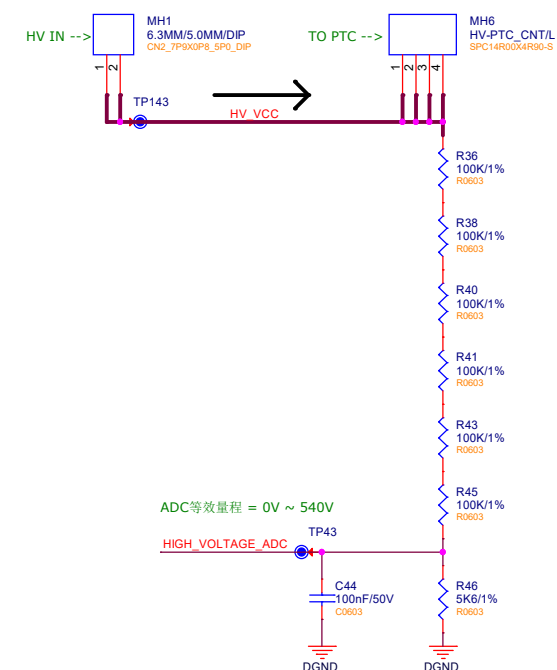 HV IN -->
MH1
6.3MM/5.0MM/DIP
CN2_7P9X0P8_5P0_DIP
1
2
TO PTC -->
MH6
HV-PTC_CNT/L
SPC14R00X4R90-S
1
2
3
4
TP143
HV_VCC
R36
100K/1%
R0603
R38
100K/1%
R0603
R40
100K/1%
R0603
R41
100K/1%
R0603
R43
100K/1%
R0603
R45
100K/1%
R0603
ADC等效量程 = 0V ~ 540V
TP43
HIGH_VOLTAGE_ADC
C44
100nF/50V
C0603
R46
5K6/1%
R0603
DGND
DGND